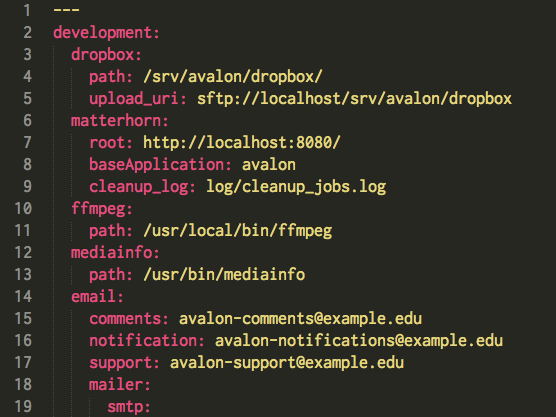 1 ---
2 development:
3 dropbox:
4 path: /srv/avalon/dropbox/
5 upload_uri: sftp://localhost/srv/avalon/dropbox
6 matterhorn:
7 root: http://localhost:8080/
8 baseApplication: avalon
9 cleanup_log: log/cleanup_jobs.log
10 ffmpeg:
11 path: /usr/local/bin/ffmpeg
12 mediainfo:
13 path: /usr/bin/mediainfo
14 email:
15 comments: avalon-comments@example.edu
16 notification: avalon-notifications@example.edu
17 support: avalon-support@example.edu
18 mailer:
19 smtp: